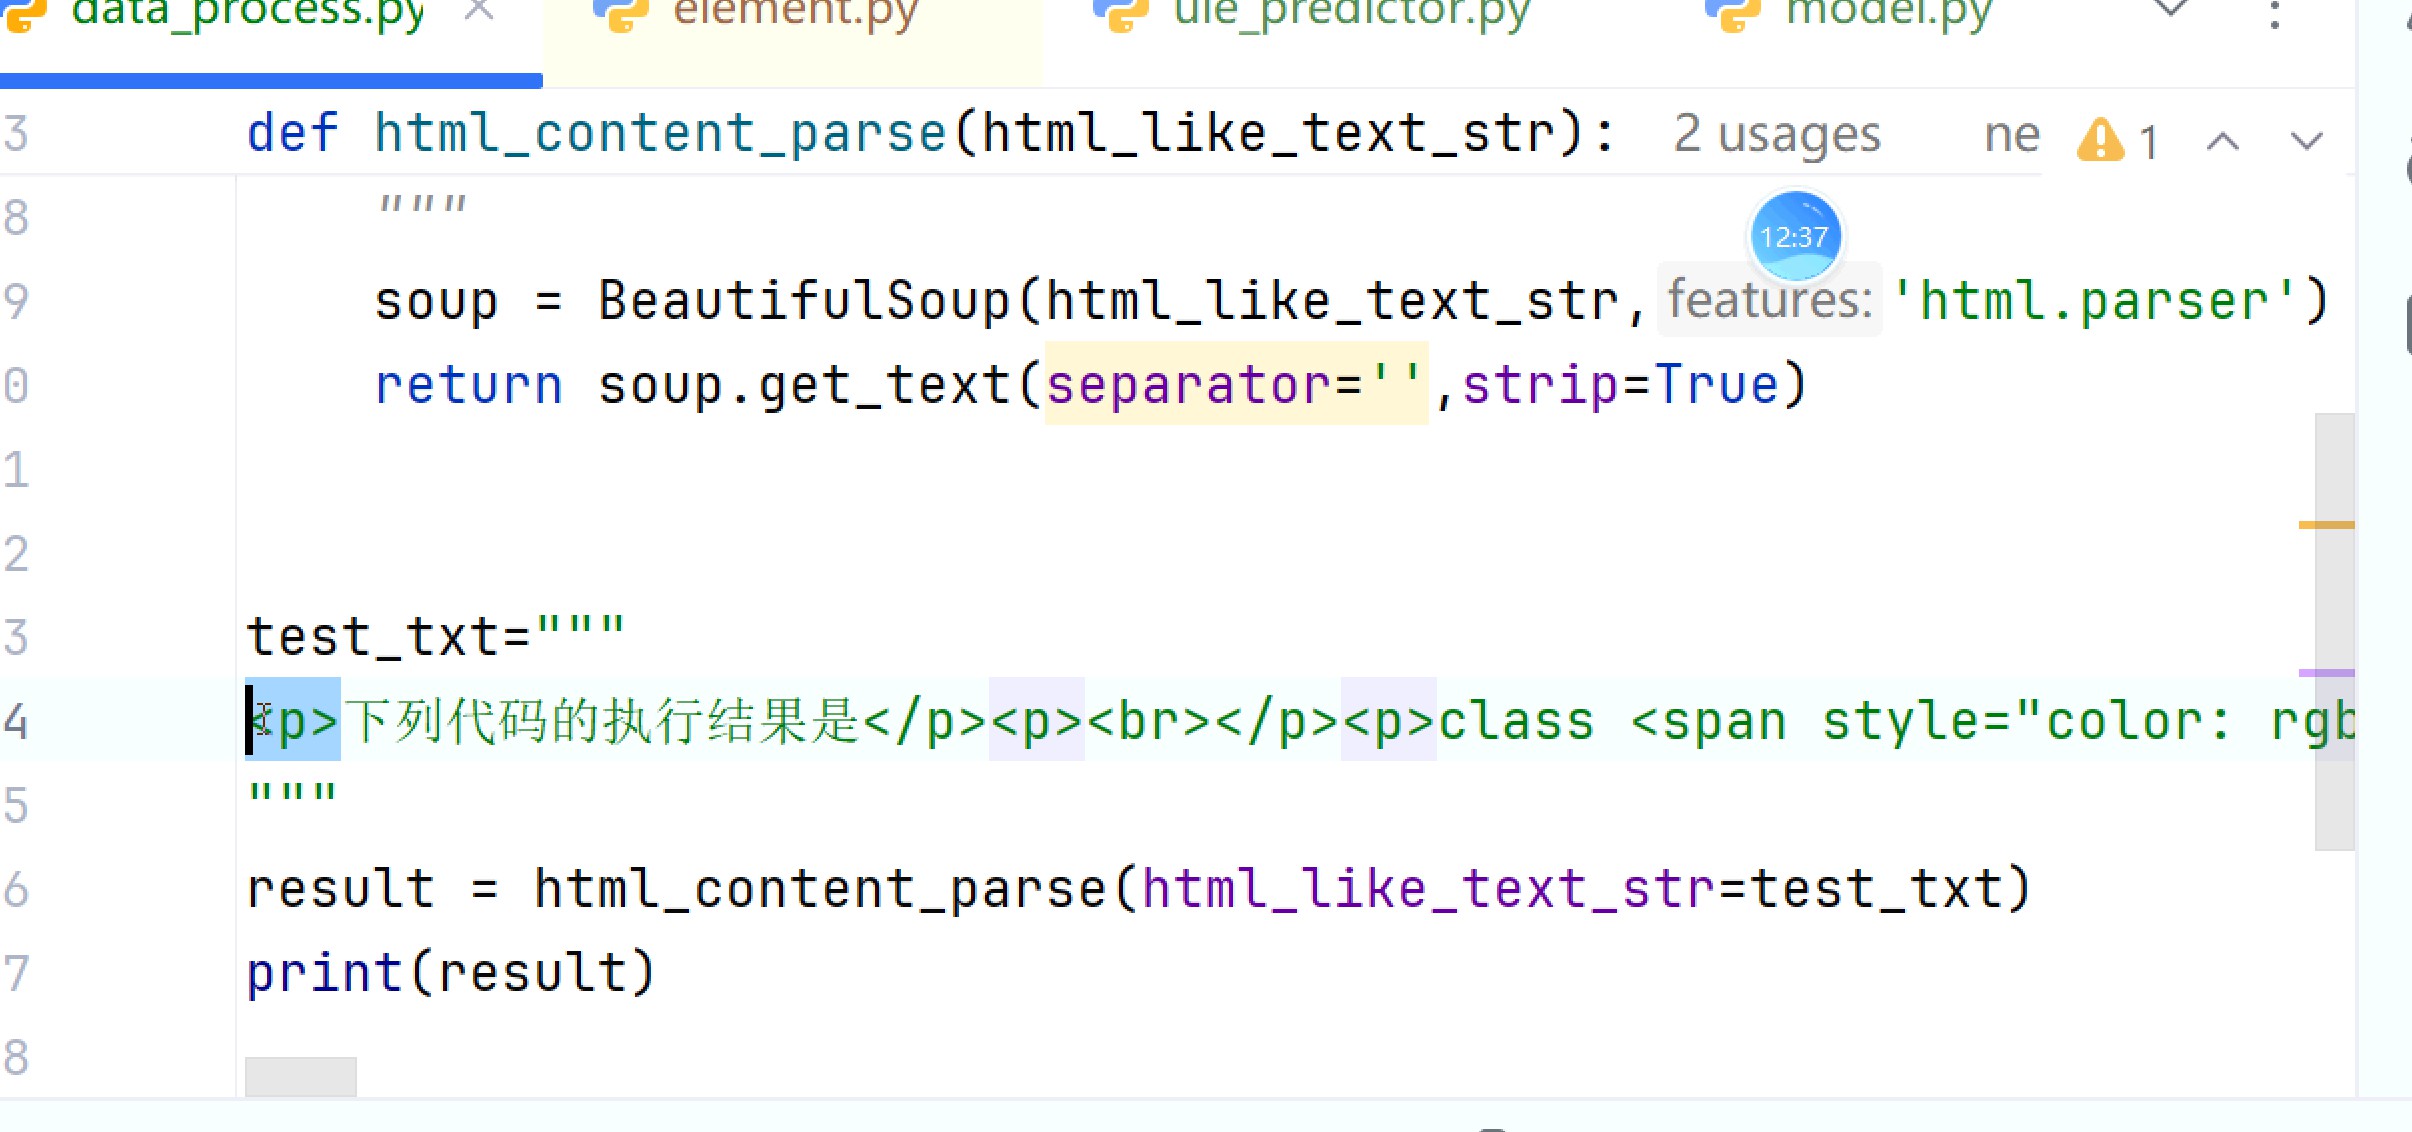 data_process.py element.py uie_predictor.py model.py
3 def html_content_parse(html_like_text_str): 2 usages ne 1
8 """
12:37
9 soup = BeautifulSoup(html_like_text_str, features: 'html.parser')
0 return soup.get_text(separator='',strip=True)
1
2
3 test_txt="""
4 <p>下列代码的执行结果是</p><p><br></p><p>class <span style="color: rgb
5 """
6 result = html_content_parse(html_like_text_str=test_txt)
7 print(result)
8